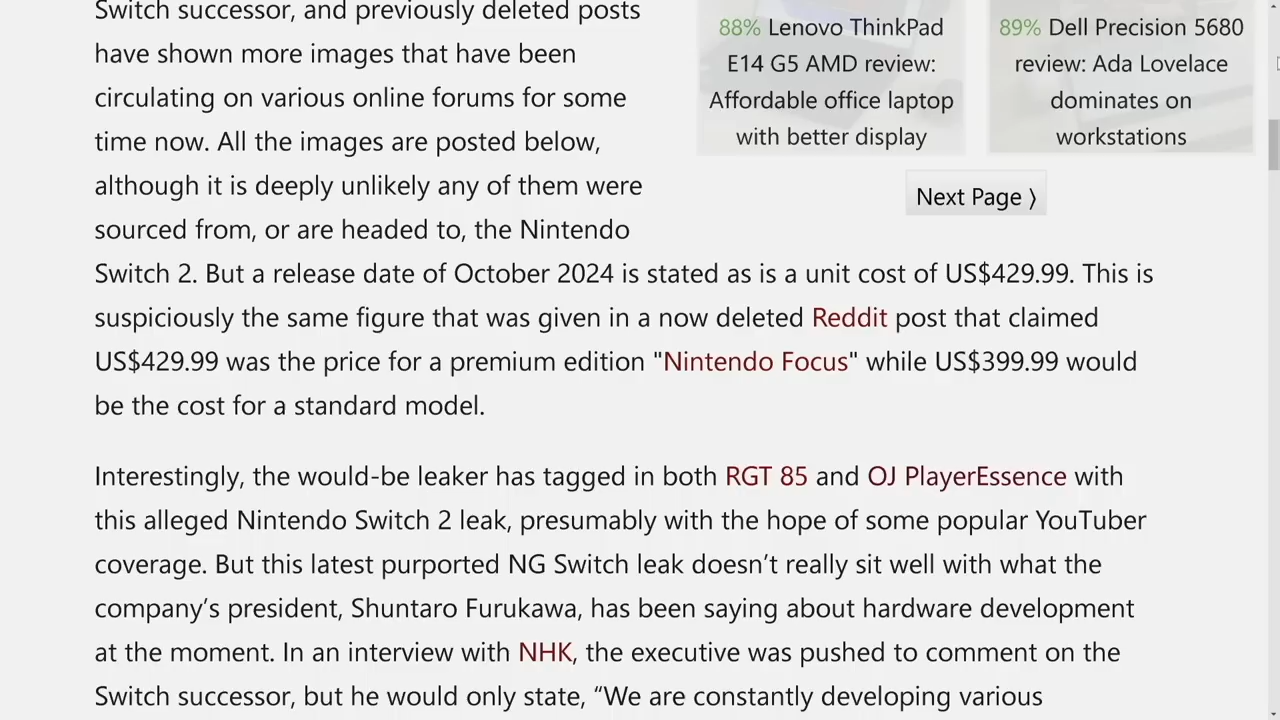 Switch successor, and previously deleted posts
have shown more images that have been
circulating on various online forums for some
time now. All the images are posted below,
although it is deeply unlikely any of them were
sourced from, or are headed to, the Nintendo
Switch 2. But a release date of October 2024 is stated as is a unit cost of US$429.99. This is
suspiciously the same figure that was given in a now deleted Reddit post that claimed
US$429.99 was the price for a premium edition "Nintendo Focus" while US$399.99 would
be the cost for a standard model.
88% Lenovo ThinkPad
E14 G5 AMD review:
Affordable office laptop
with better display
89% Dell Precision 5680
review: Ada Lovelace
dominates on
workstations
Next Page ⟩
Interestingly, the would-be leaker has tagged in both RGT 85 and OJ PlayerEssence with
this alleged Nintendo Switch 2 leak, presumably with the hope of some popular YouTuber
coverage. But this latest purported NG Switch leak doesn’t really sit well with what the
company’s president, Shuntaro Furukawa, has been saying about hardware development
at the moment. In an interview with NHK, the executive was pushed to comment on the
Switch successor, but he would only state, “We are constantly developing various